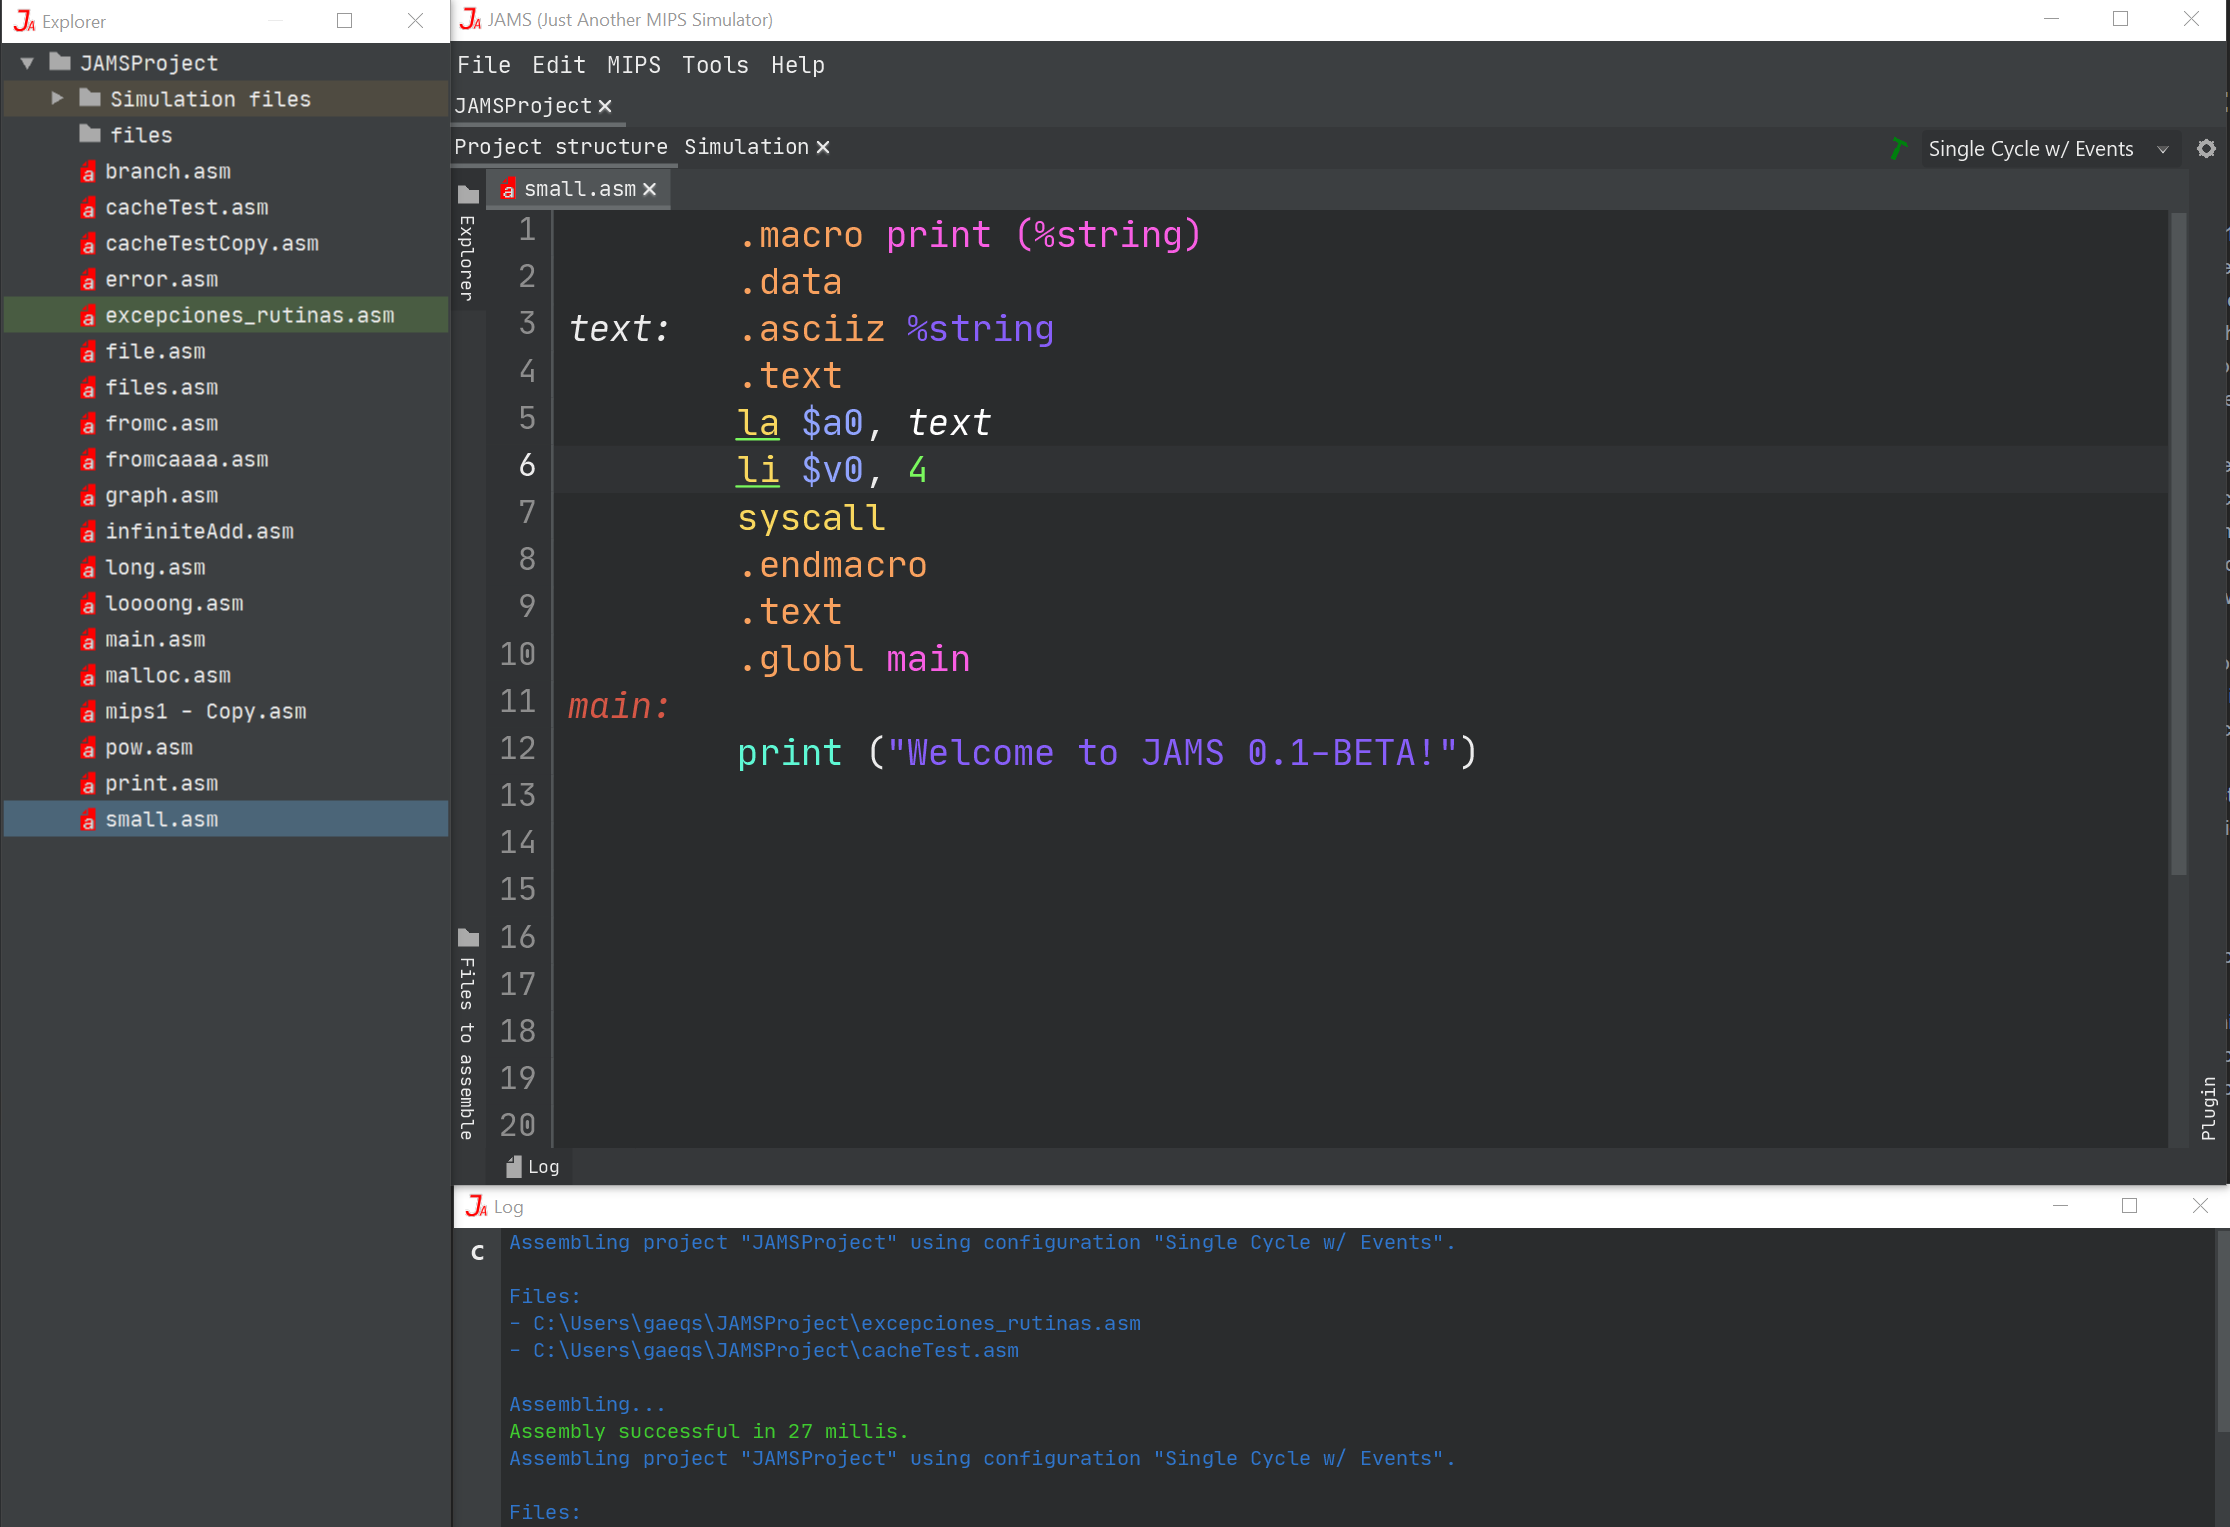 Explorer
JAMSProject
Simulation files
files
branch.asm
cacheTest.asm
cacheTestCopy.asm
error.asm
excepciones_rutinas.asm
file.asm
files.asm
fromc.asm
fromcaaaa.asm
graph.asm
infiniteAdd.asm
long.asm
loooong.asm
main.asm
malloc.asm
mips1 - Copy.asm
pow.asm
print.asm
small.asm
JAMS (Just Another MIPS Simulator)
File Edit MIPS Tools Help
JAMSProject
Project structure Simulation
Single Cycle w/ Events
small.asm
Explorer
Files to assemble
1 .macro print (%string)
2 .data
3 text: .asciiz %string
4 .text
5 la $a0, text
6 li $v0, 4
7 syscall
8 .endmacro
9 .text
10 .globl main
11 main:
12 print ("Welcome to JAMS 0.1-BETA!")
13
14
15
16
17
18
19
20
Plugin
Log
Log
C
Assembling project "JAMSProject" using configuration "Single Cycle w/ Events".
Files:
- C:\Users\gaeqs\JAMSProject\excepciones_rutinas.asm
- C:\Users\gaeqs\JAMSProject\cacheTest.asm
Assembling...
Assembly successful in 27 millis.
Assembling project "JAMSProject" using configuration "Single Cycle w/ Events".
Files: